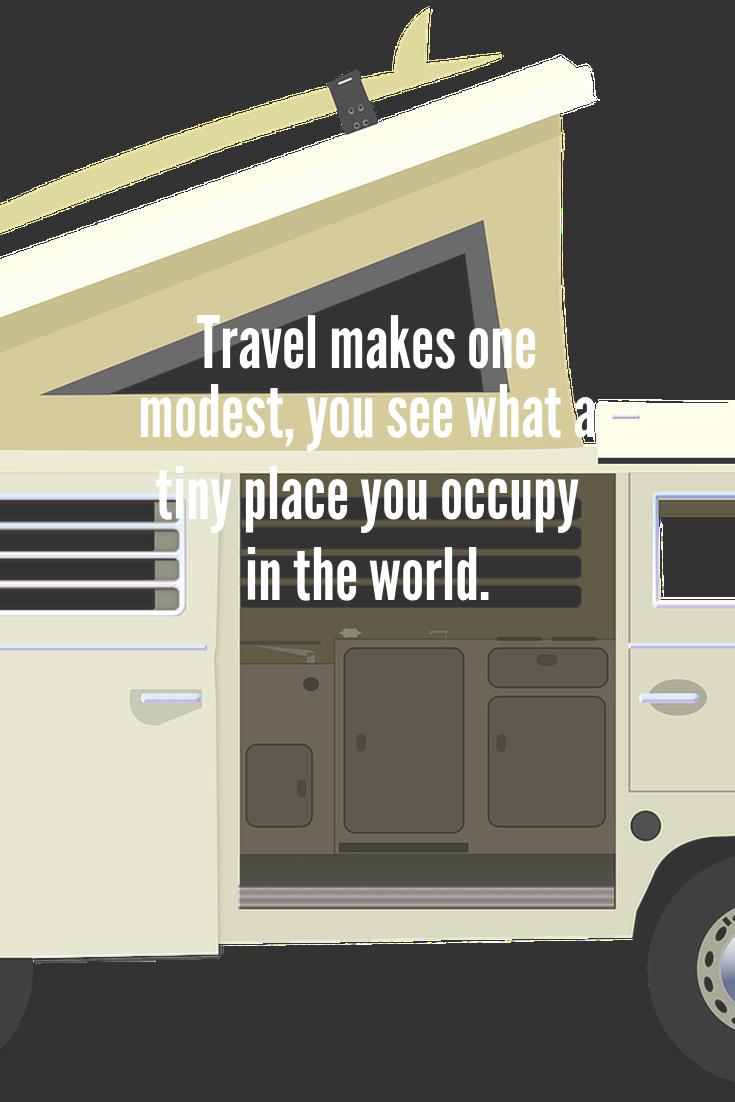 Travel makes one
modest, you see what a
tiny place you occupy
in the world.